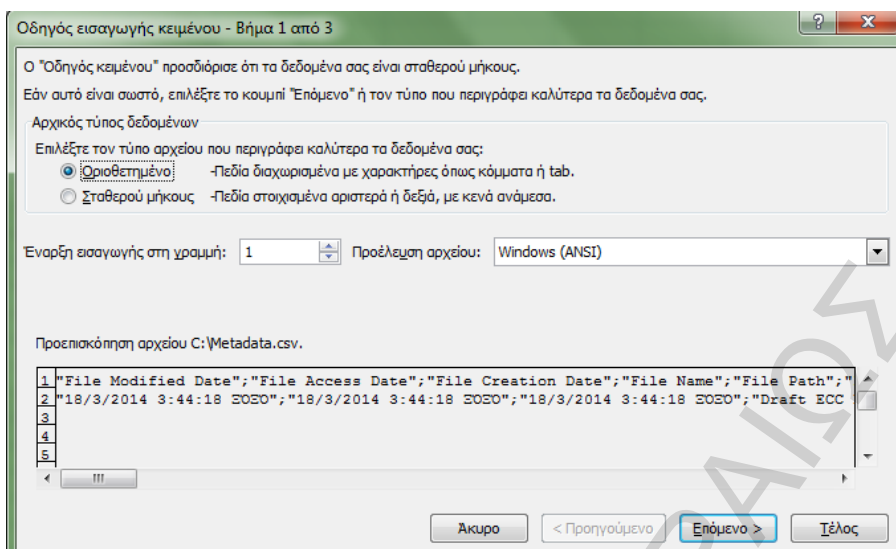 Οδηγός εισαγωγής κειμένου - Βήμα 1 από 3
Ο "Οδηγός κειμένου" προσδιόρισε ότι τα δεδομένα σας είναι σταθερού μήκους.
Εάν αυτό είναι σωστό, επιλέξτε το κουμπί "Επόμενο" ή τον τύπο που περιγράφει καλύτερα τα δεδομένα σας.
Αρχικός τύπος δεδομένων
Επιλέξτε τον τύπο αρχείου που περιγράφει καλύτερα τα δεδομένα σας:
Οριοθετημένο -Πεδία διαχωρισμένα με χαρακτήρες όπως κόμματα ή tab.
Σταθερού μήκους -Πεδία στοιχισμένα αριστερά ή δεξιά, με κενά ανάμεσα.
Έναρξη εισαγωγής στη γραμμή: 1 Προέλευση αρχείου: Windows (ANSI)
Προεπισκόπηση αρχείου C:\Metadata.csv.
1 "File Modified Date";"File Access Date";"File Creation Date";"File Name";"File Path";"
2 "18/3/2014 3:44:18 ΞΌΞΌ";"18/3/2014 3:44:18 ΞΌΞΌ";"18/3/2014 3:44:18 ΞΌΞΌ";"Draft ECC
3
4
5
Άκυρο < Προηγούμενο Επόμενο > Τέλος
ΡΑΙΩΣ